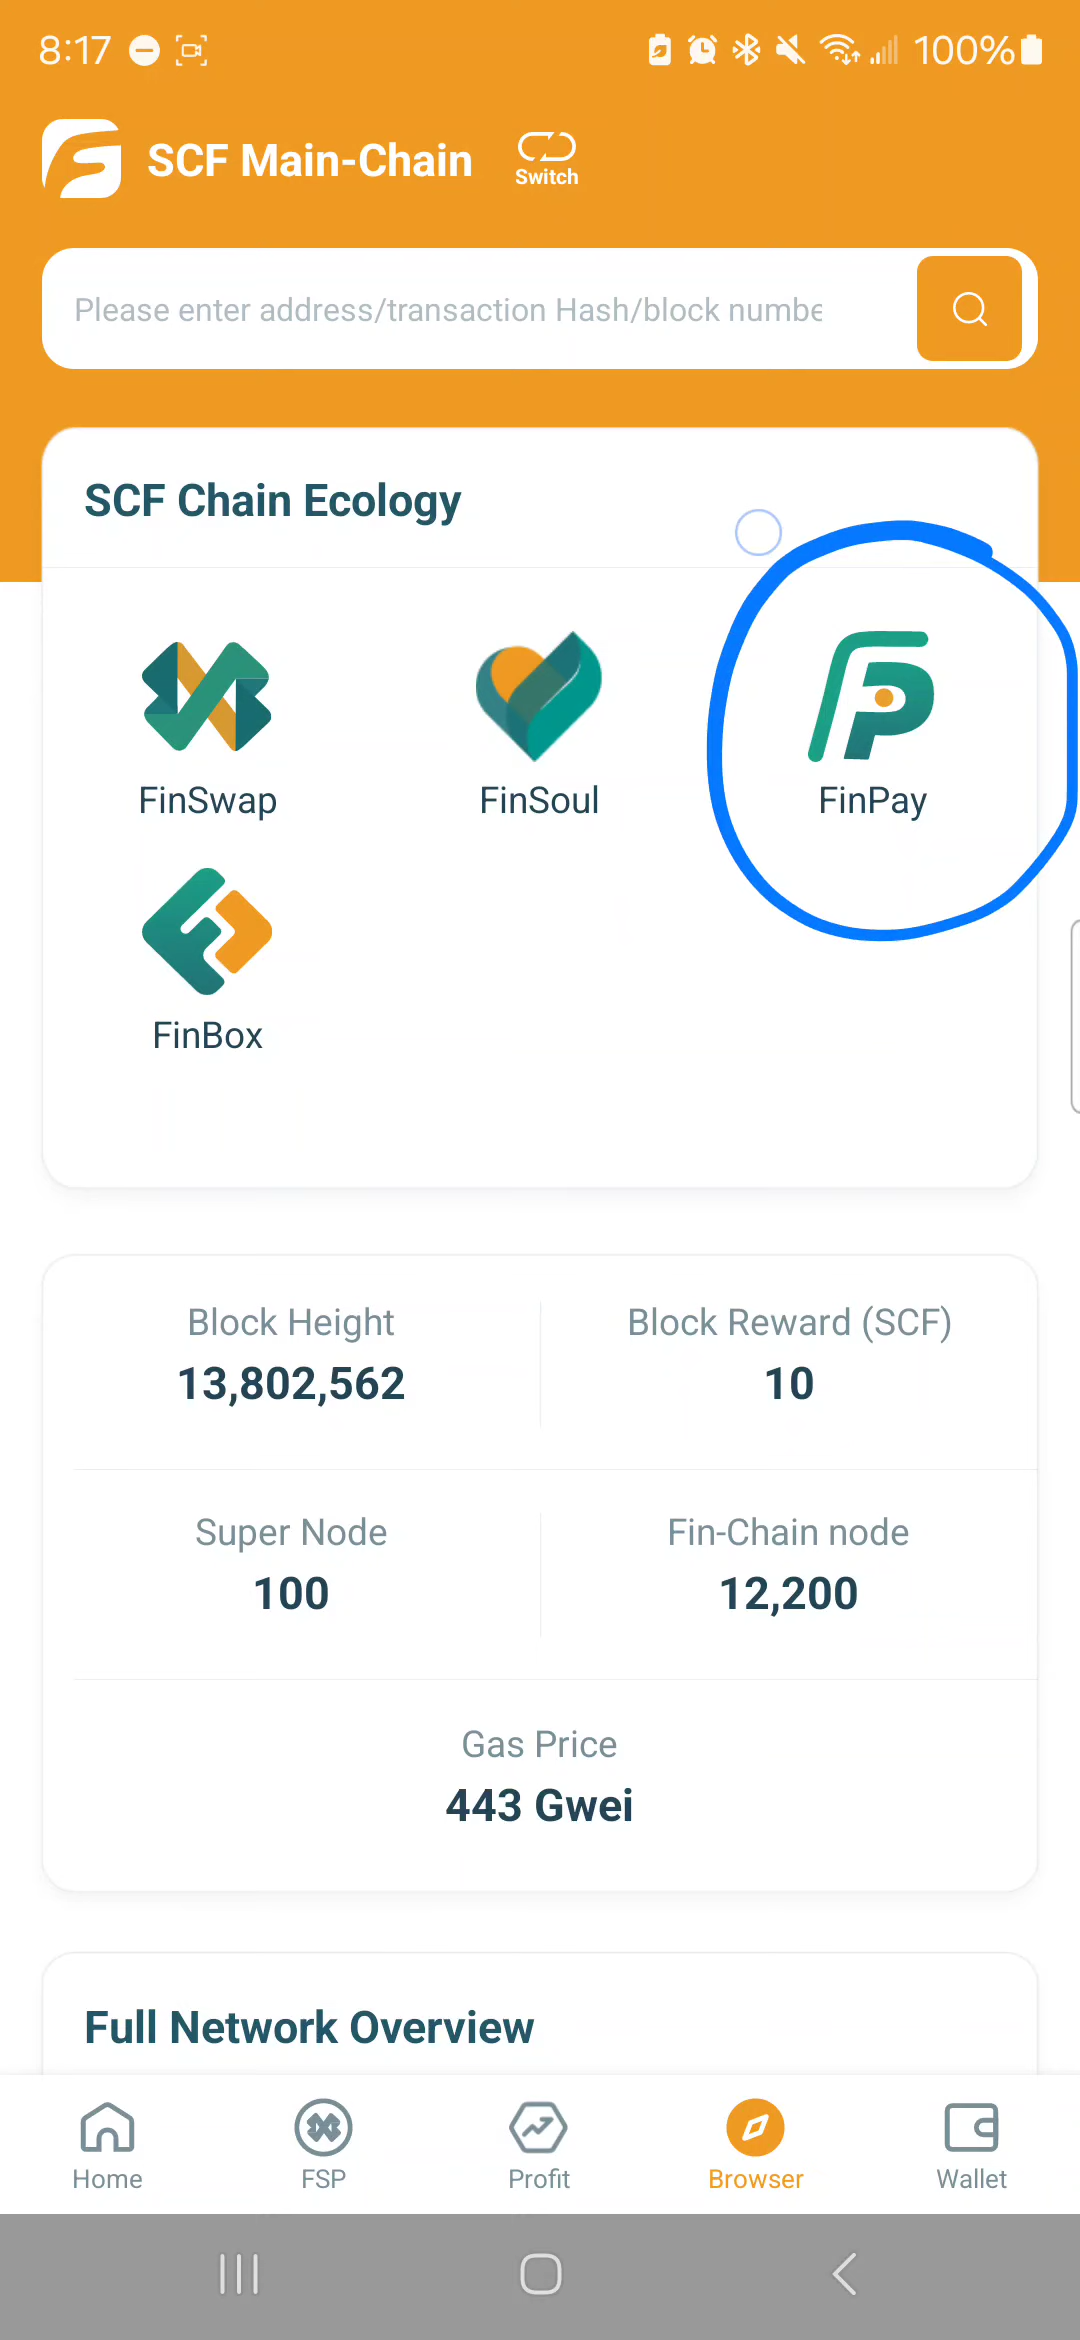 8:17
100%
SCF Main-Chain
Switch
Please enter address/transaction Hash/block numbe
SCF Chain Ecology
FinSwap
FinSoul
FinPay
FinBox
Block Height
Block Reward (SCF)
13,802,562
10
Super Node
Fin-Chain node
100
12,200
Gas Price
443 Gwei
Full Network Overview
Home
FSP
Profit
Browser
Wallet